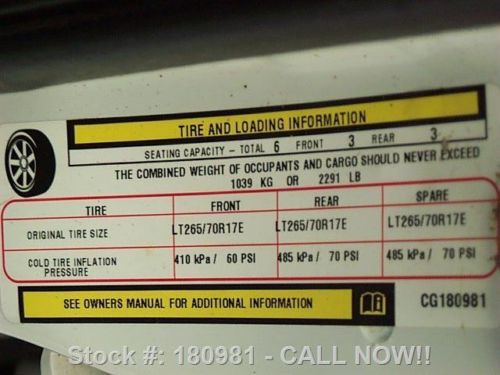 TIRE AND LOADING INFORMATION
SEATING CAPACITY - TOTAL 6 FRONT 3 REAR 3
THE COMBINED WEIGHT OF OCCUPANTS AND CARGO SHOULD NEVER EXCEED
1039 KG OR 2291 LB
TIRE FRONT REAR SPARE
ORIGINAL TIRE SIZE LT265/70R17E LT265/70R17E LT265/70R17E
COLD TIRE INFLATION PRESSURE 410 kPa / 60 PSI 485 kPa / 70 PSI 485 kPa / 70 PSI
SEE OWNERS MANUAL FOR ADDITIONAL INFORMATION CG180981
Stock #: 180981 - CALL NOW!!